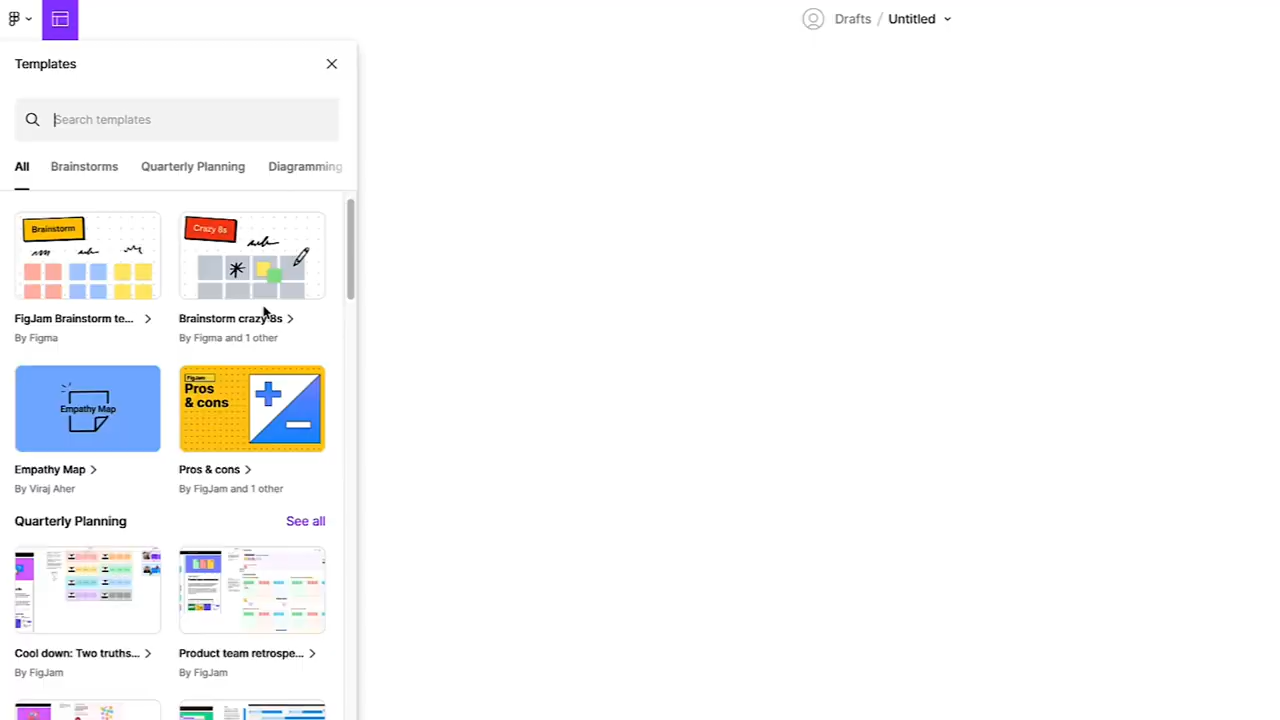 Drafts / Untitled
Templates
Search templates
All Brainstorms Quarterly Planning Diagramming
Brainstorm
Crazy 8s
FigJam Brainstorm te...
Brainstorm crazy 8s
By Figma
By Figma and 1 other
Empathy Map
FigJam
Pros
& cons
Empathy Map
Pros & cons
By Viraj Aher
By FigJam and 1 other
Quarterly Planning
See all
Cool down: Two truths...
Product team retrospe...
By FigJam
By FigJam